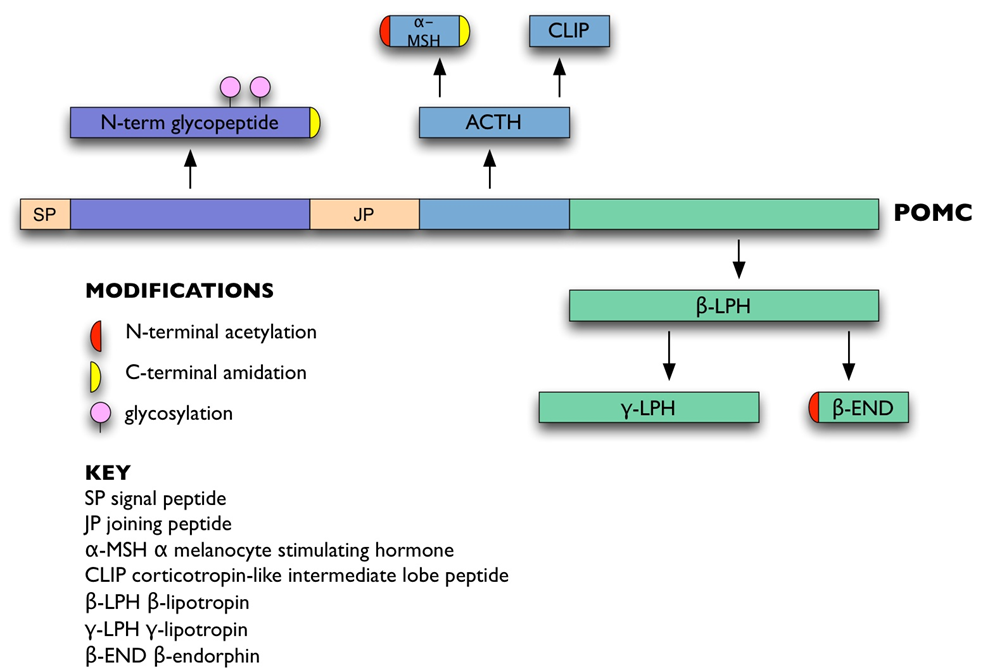 α-
MSH
CLIP
N-term glycopeptide
ACTH
SP
JP
POMC
β-LPH
γ-LPH
β-END
MODIFICATIONS
N-terminal acetylation
C-terminal amidation
glycosylation
KEY
SP signal peptide
JP joining peptide
α-MSH α melanocyte stimulating hormone
CLIP corticotropin-like intermediate lobe peptide
β-LPH β-lipotropin
γ-LPH γ-lipotropin
β-END β-endorphin